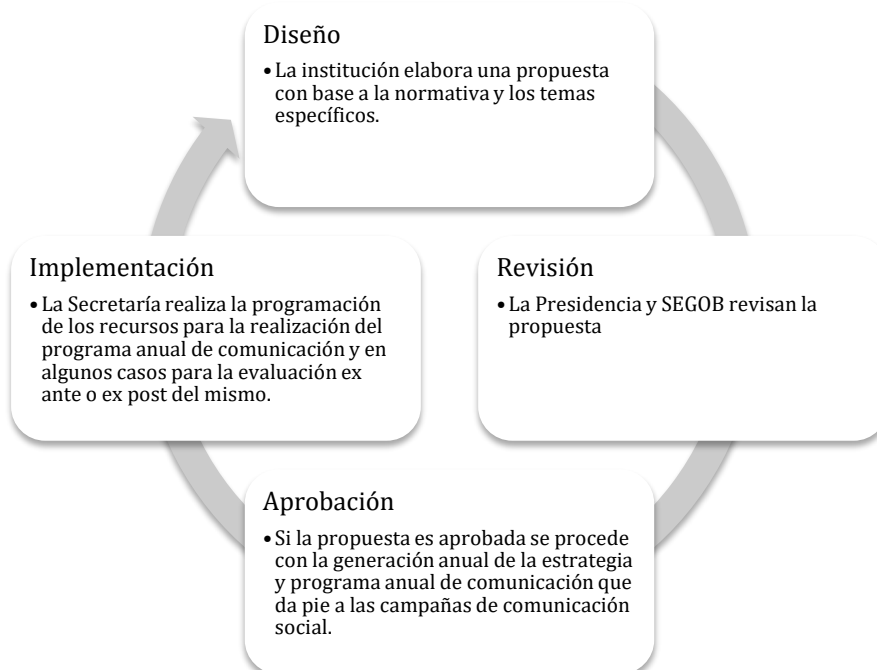 Diseño
• La institución elabora una propuesta
con base a la normativa y los temas
específicos.
Revisión
• La Presidencia y SEGOB revisan la
propuesta
Aprobación
• Si la propuesta es aprobada se procede
con la generación anual de la estrategia
y programa anual de comunicación que
da pie a las campañas de comunicación
social.
Implementación
• La Secretaría realiza la programación
de los recursos para la realización del
programa anual de comunicación y en
algunos casos para la evaluación ex
ante o ex post del mismo.